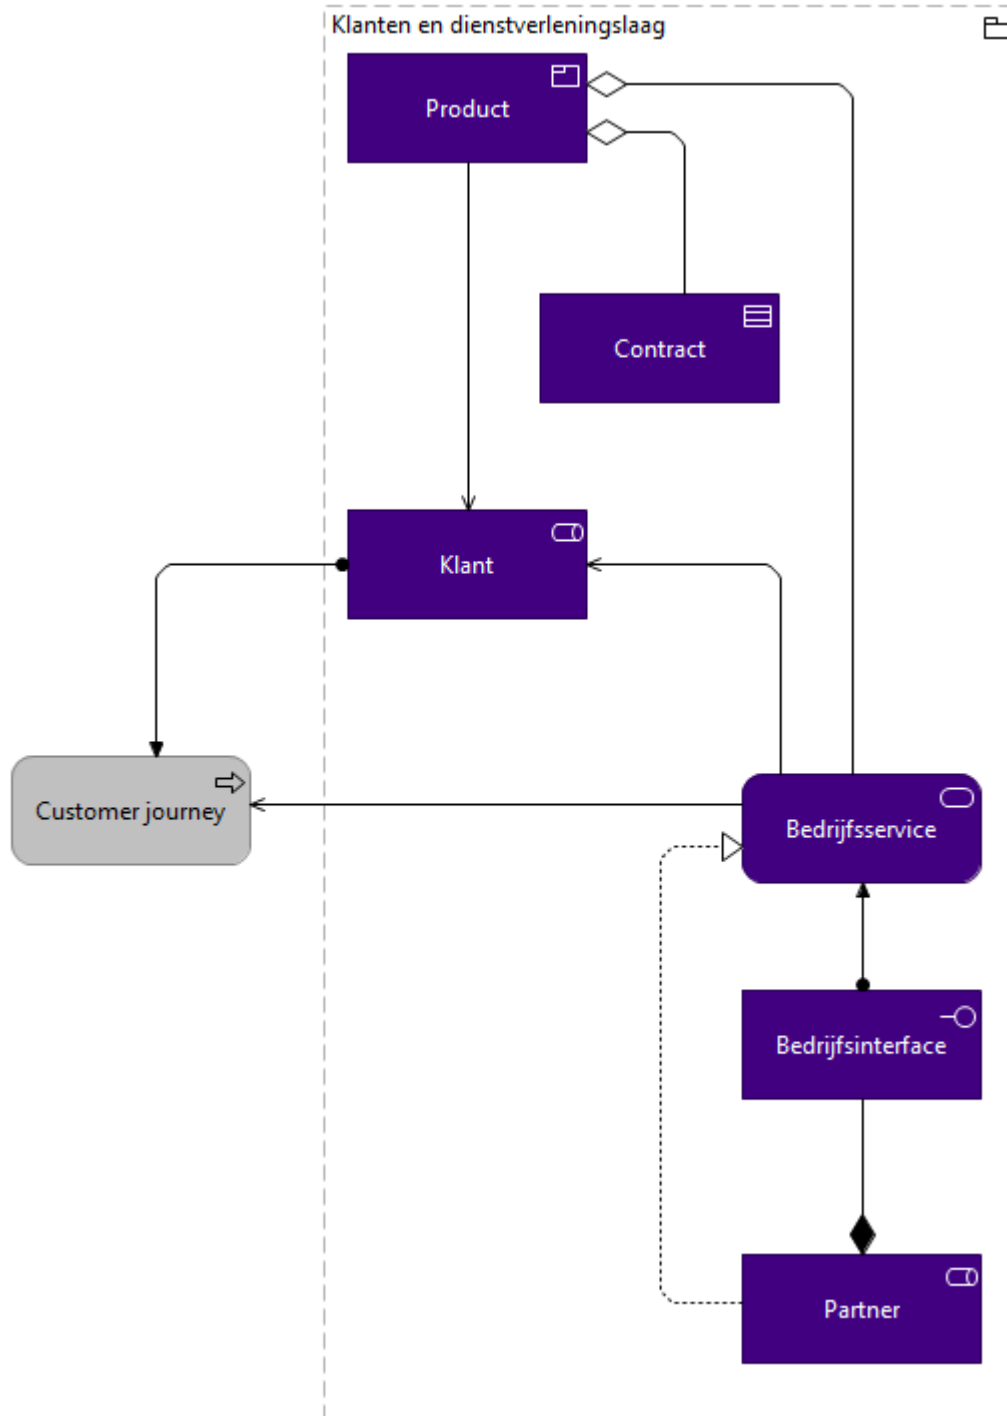 Klanten en dienstverleningslaag
Product
Contract
Klant
Customer journey
Bedrijfsservice
Bedrijfsinterface
Partner